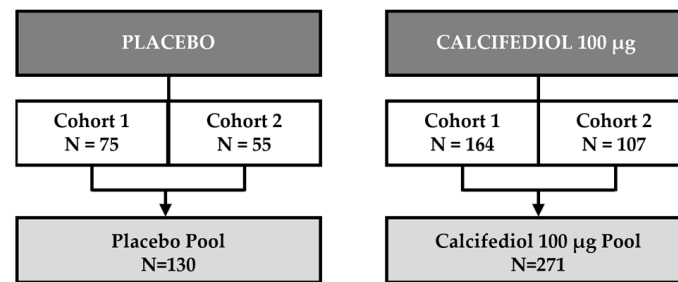 PLACEBO
Cohort 1
N = 75
Cohort 2
N = 55
Placebo Pool
N=130
CALCIFEDIOL 100 µg
Cohort 1
N = 164
Cohort 2
N = 107
Calcifediol 100 µg Pool
N=271